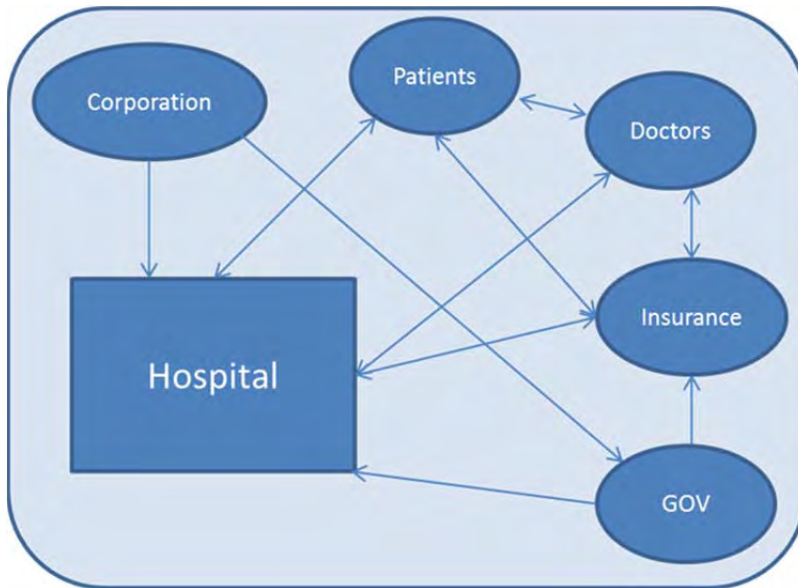 Patients
Corporation
Doctors
Insurance
Hospital
GOV